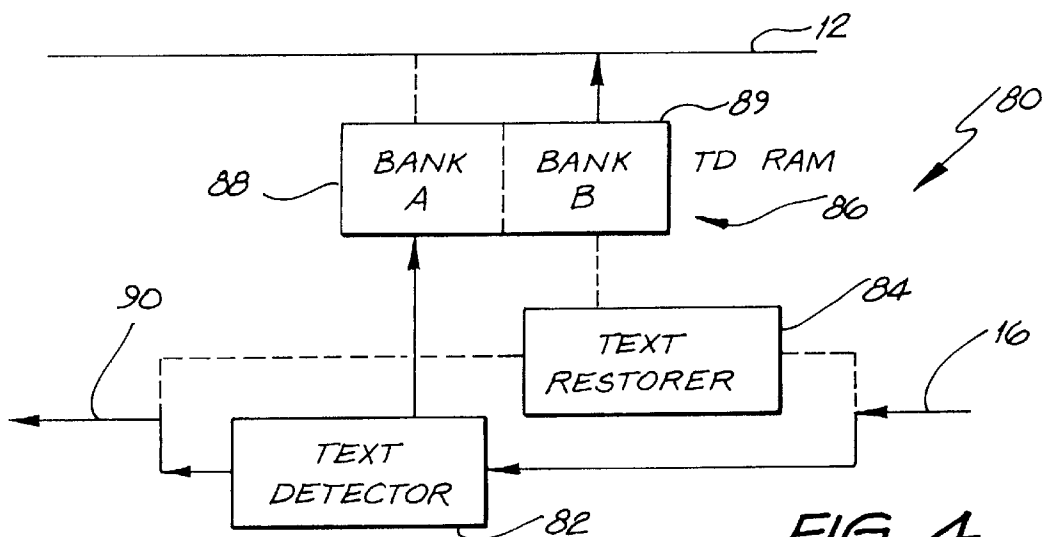 12
80
89
BANK
A
BANK
B
TD RAM
88
86
90
84
TEXT
RESTORER
16
TEXT
DETECTOR
82
FIG. 4